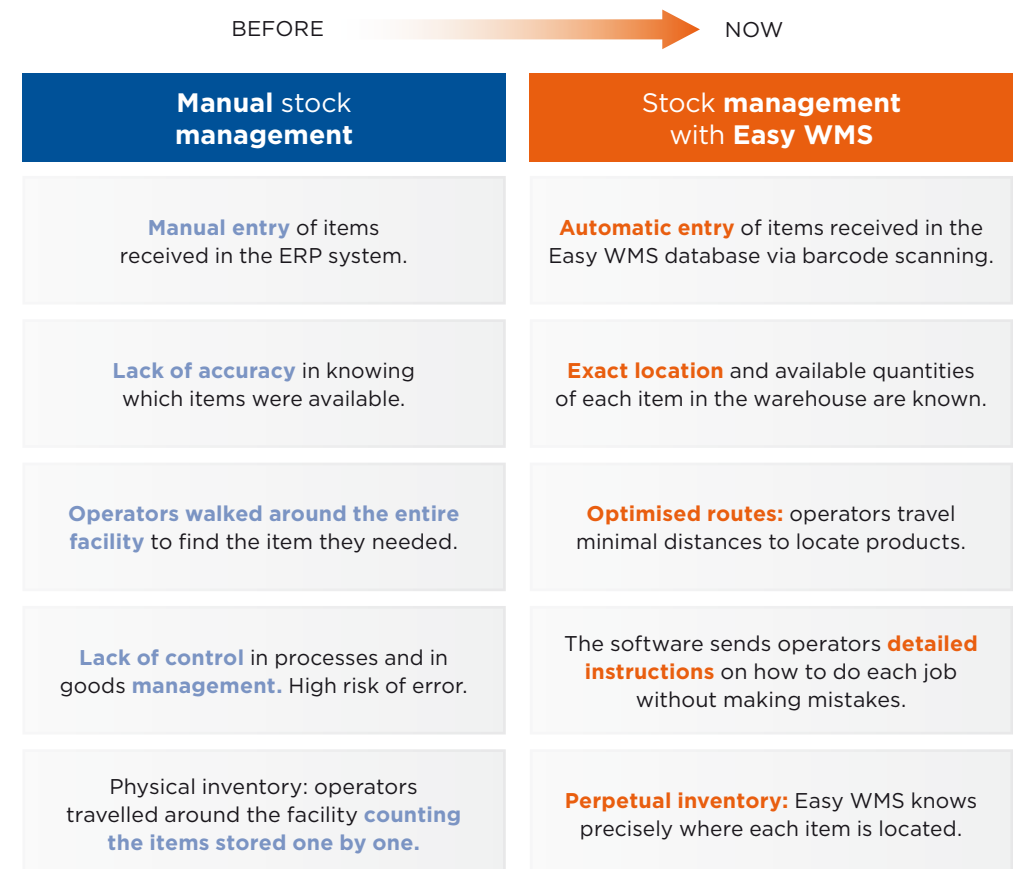 BEFORE
NOW
Manual stock
management
Stock management
with Easy WMS
Manual entry of items
received in the ERP system.
Automatic entry of items received in the
Easy WMS database via barcode scanning.
Lack of accuracy in knowing
which items were available.
Exact location and available quantities
of each item in the warehouse are known.
Operators walked around the entire
facility to find the item they needed.
Optimised routes: operators travel
minimal distances to locate products.
Lack of control in processes and in
goods management. High risk of error.
The software sends operators detailed
instructions on how to do each job
without making mistakes.
Physical inventory: operators
travelled around the facility counting
the items stored one by one.
Perpetual inventory: Easy WMS knows
precisely where each item is located.